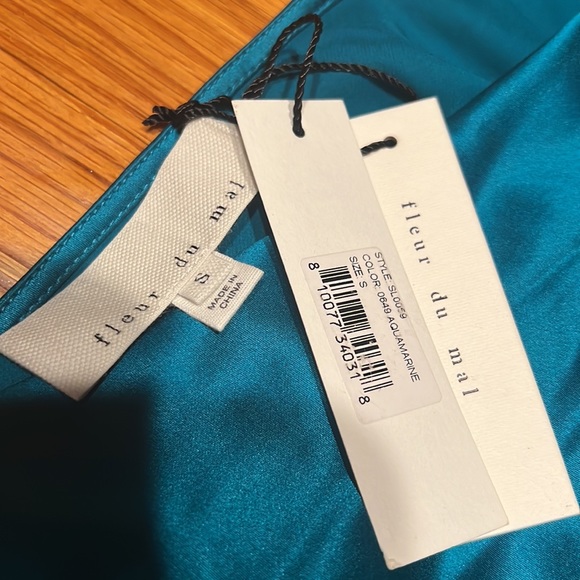 fleur du mal
S
MADE IN
CHINA
STYLE: SL0059
COLOR: 0649 AQUAMARINE
SIZE: S
8 10077 34031 8
fleur du mal